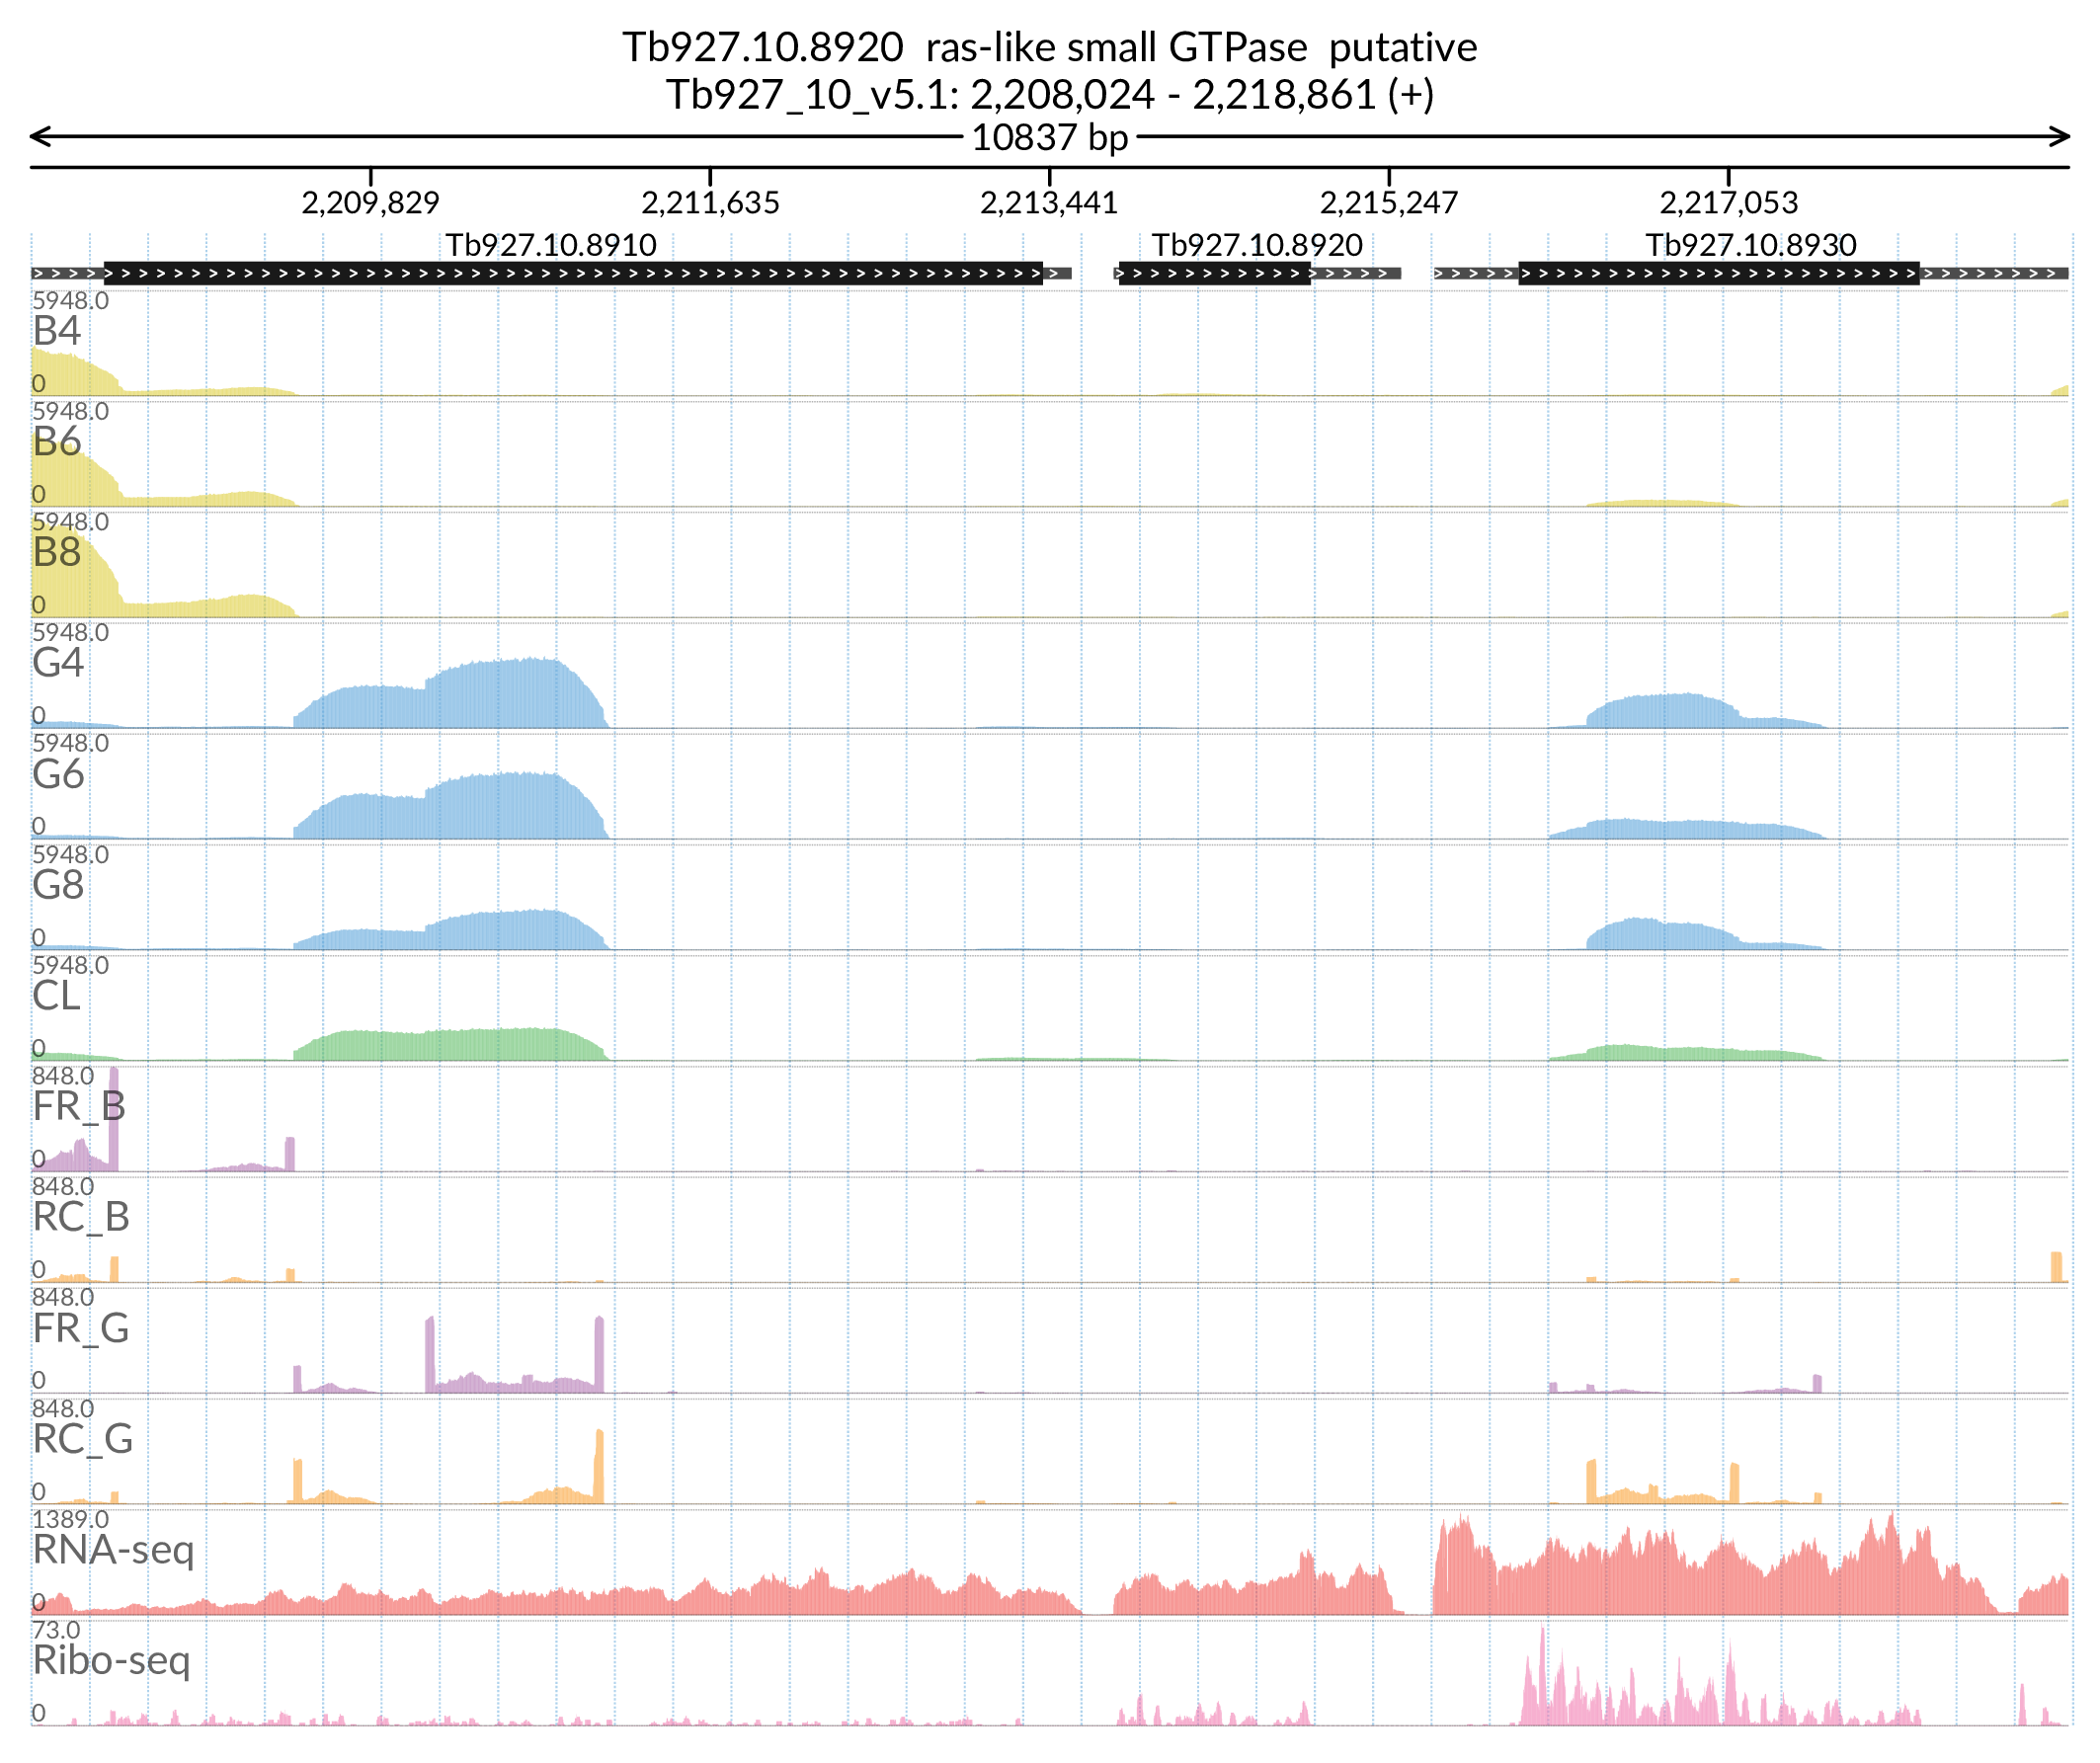 Tb927.10.8920  ras-like small GTPase  putative
Tb927_10_v5.1: 2,208,024 - 2,218,861 (+)
10837 bp
2,209,829 2,211,635 2,213,441 2,215,247 2,217,053
Tb927.10.8910 Tb927.10.8920 Tb927.10.8930
5948.0
B4
0
5948.0
B6
0
5948.0
B8
0
5948.0
G4
0
5948.0
G6
0
5948.0
G8
0
5948.0
CL
0
848.0
FR_B
0
848.0
RC_B
0
848.0
FR_G
0
848.0
RC_G
0
1389.0
RNA-seq
0
73.0
Ribo-seq
0